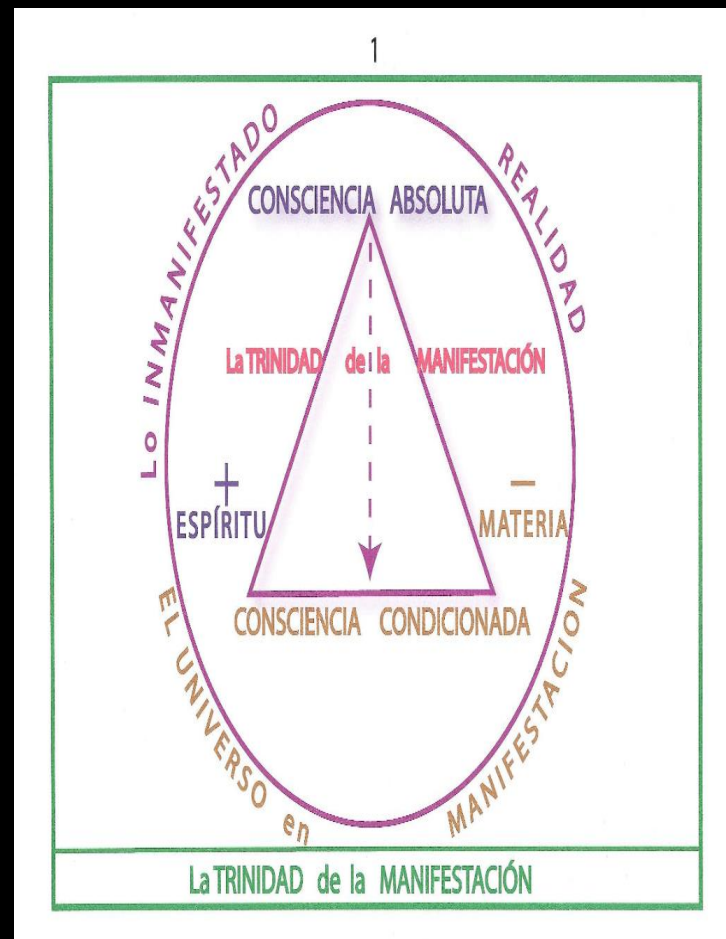 1
Lo INMANIFESTADO
REALIDAD
CONSCIENCIA ABSOLUTA
La TRINIDAD de la MANIFESTACIÓN
+
ESPÍRITU
−
MATERIA
CONSCIENCIA CONDICIONADA
EL UNIVERSO en
MANIFESTACION
La TRINIDAD de la MANIFESTACIÓN